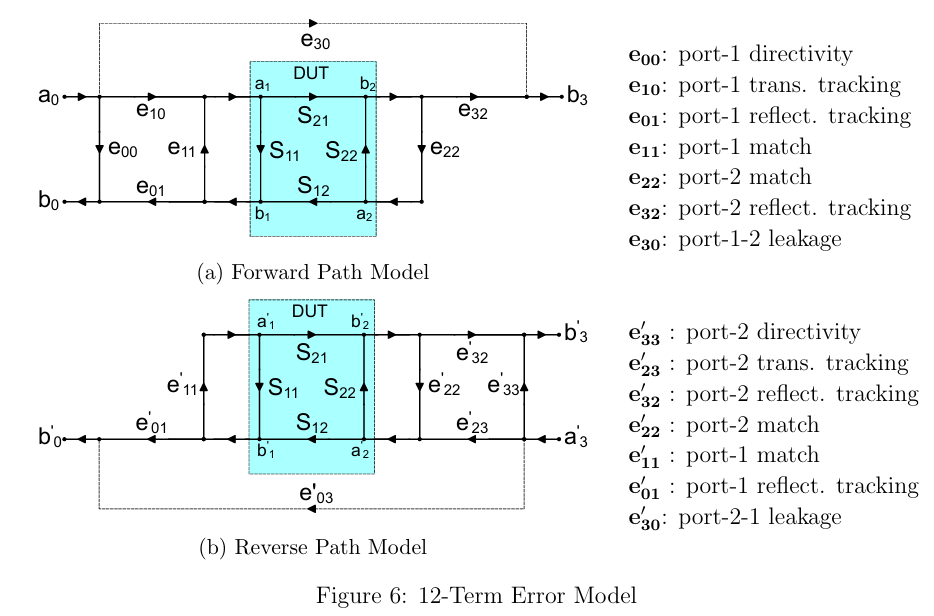 e30
DUT
a0
e10
a1
S21
b2
e32
b3
e00
e11
S11
S22
e22
b0
e01
b1
S12
a2
e00: port-1 directivity
e10: port-1 trans. tracking
e01: port-1 reflect. tracking
e11: port-1 match
e22: port-2 match
e32: port-2 reflect. tracking
e30: port-1-2 leakage
(a) Forward Path Model
DUT
a'1
S21
b'2
e'32
b'3
e'11
S11
S22
e'22
e'33
b'0
e'01
b'1
S12
a'2
e'23
a'3
e'03
e′33 : port-2 directivity
e′23 : port-2 trans. tracking
e′32 : port-2 reflect. tracking
e′22 : port-2 match
e′11 : port-1 match
e′01 : port-1 reflect. tracking
e′30: port-2-1 leakage
(b) Reverse Path Model
Figure 6: 12-Term Error Model